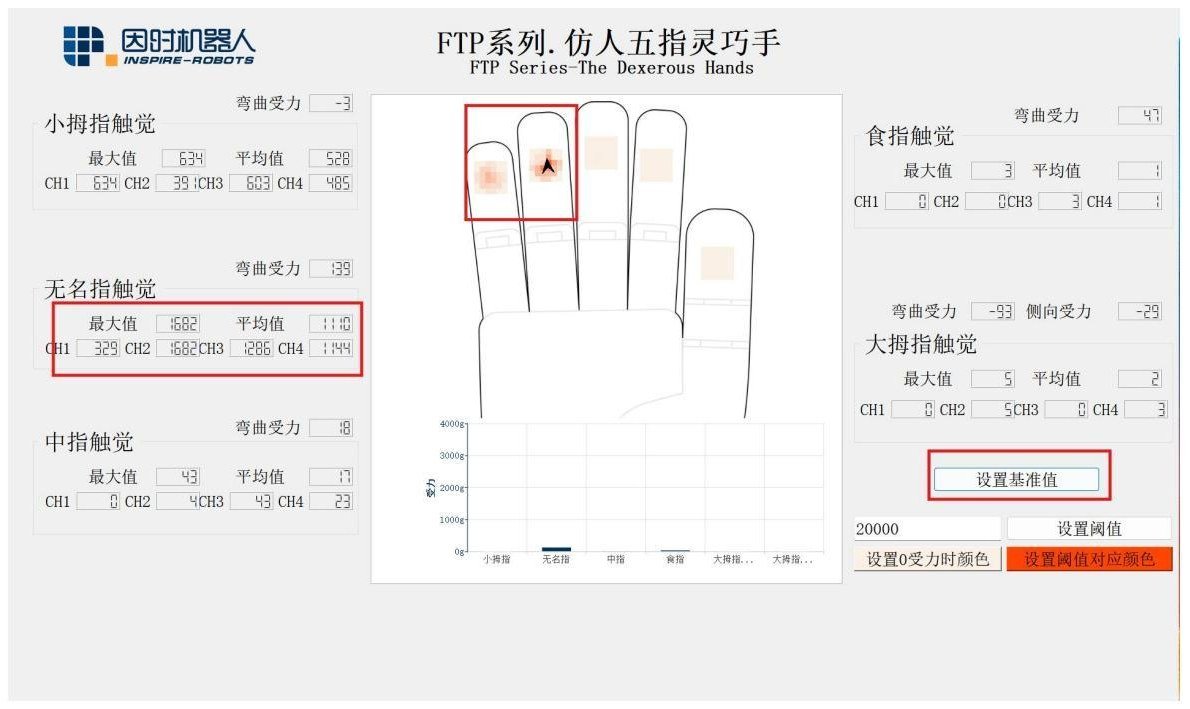 因时机器人
INSPIRE-ROBOTS
FTP系列.仿人五指灵巧手
FTP Series-The Dexerous Hands
弯曲受力 -3
小拇指触觉
最大值 634 平均值 528
CH1 634 CH2 391 CH3 603 CH4 485
弯曲受力 139
无名指触觉
最大值 1682 平均值 1110
CH1 329 CH2 1682 CH3 1286 CH4 1144
弯曲受力 18
中指触觉
最大值 43 平均值 17
CH1 0 CH2 4 CH3 43 CH4 23
4000g
3000g
2000g
1000g
0g
受力
小拇指 无名指 中指 食指 大拇指... 大拇指...
弯曲受力 47
食指触觉
最大值 3 平均值 1
CH1 0 CH2 0 CH3 3 CH4 1
弯曲受力 -93 侧向受力 -29
大拇指触觉
最大值 5 平均值 2
CH1 0 CH2 5 CH3 0 CH4 3
设置基准值
20000 设置阈值
设置0受力时颜色 设置阈值对应颜色